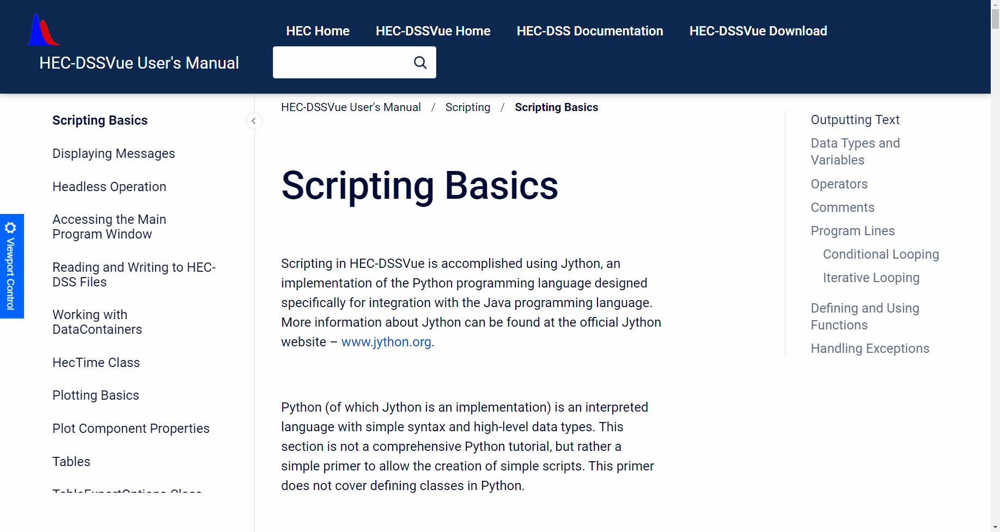 HEC Home
HEC-DSSVue Home
HEC-DSS Documentation
HEC-DSSVue Download
HEC-DSSVue User's Manual
HEC-DSSVue User's Manual / Scripting / Scripting Basics
Scripting Basics
Displaying Messages
Headless Operation
Accessing the Main
Program Window
Reading and Writing to HEC-
DSS Files
Working with
DataContainers
HecTime Class
Plotting Basics
Plot Component Properties
Tables
TableExportOptions Class
Viewport Control
Scripting Basics
Scripting in HEC-DSSVue is accomplished using Jython, an
implementation of the Python programming language designed
specifically for integration with the Java programming language.
More information about Jython can be found at the official Jython
website – www.jython.org.
Python (of which Jython is an implementation) is an interpreted
language with simple syntax and high-level data types. This
section is not a comprehensive Python tutorial, but rather a
simple primer to allow the creation of simple scripts. This primer
does not cover defining classes in Python.
Outputting Text
Data Types and
Variables
Operators
Comments
Program Lines
Conditional Looping
Iterative Looping
Defining and Using
Functions
Handling Exceptions